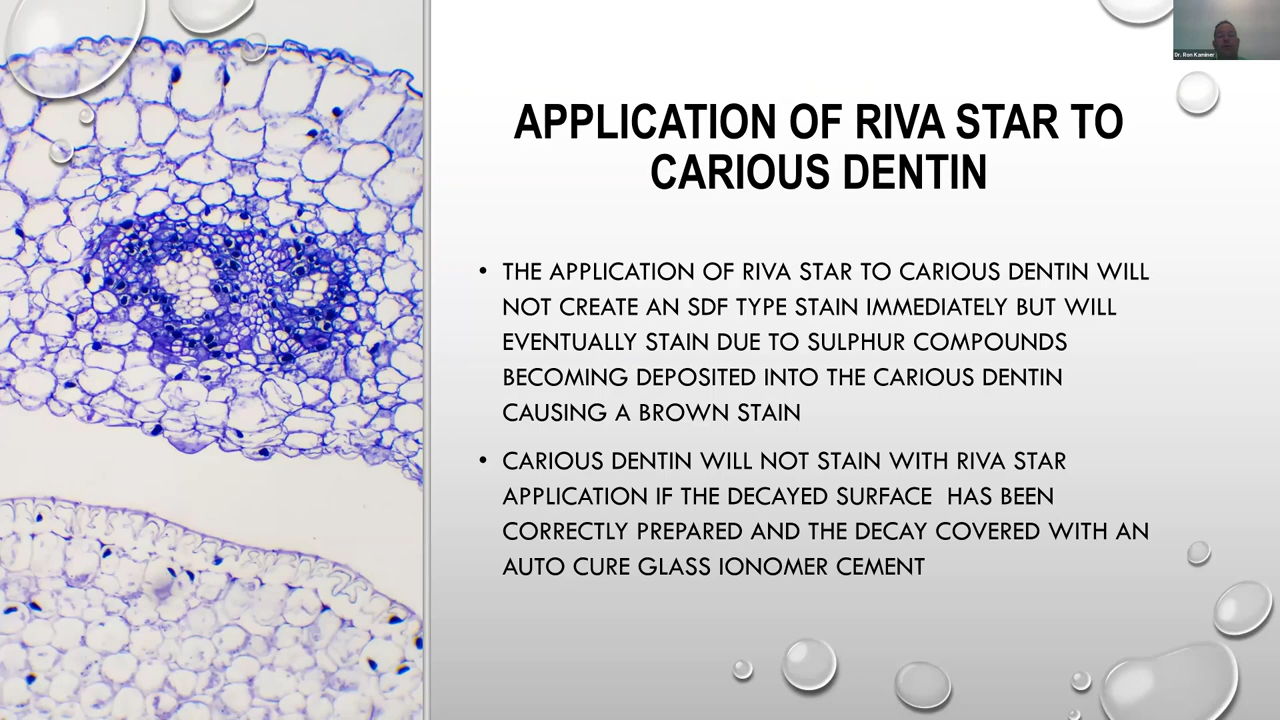 Dr. Ron Kaminer
APPLICATION OF RIVA STAR TO
CARIOUS DENTIN
• THE APPLICATION OF RIVA STAR TO CARIOUS DENTIN WILL
NOT CREATE AN SDF TYPE STAIN IMMEDIATELY BUT WILL
EVENTUALLY STAIN DUE TO SULPHUR COMPOUNDS
BECOMING DEPOSITED INTO THE CARIOUS DENTIN
CAUSING A BROWN STAIN
• CARIOUS DENTIN WILL NOT STAIN WITH RIVA STAR
APPLICATION IF THE DECAYED SURFACE  HAS BEEN
CORRECTLY PREPARED AND THE DECAY COVERED WITH AN
AUTO CURE GLASS IONOMER CEMENT